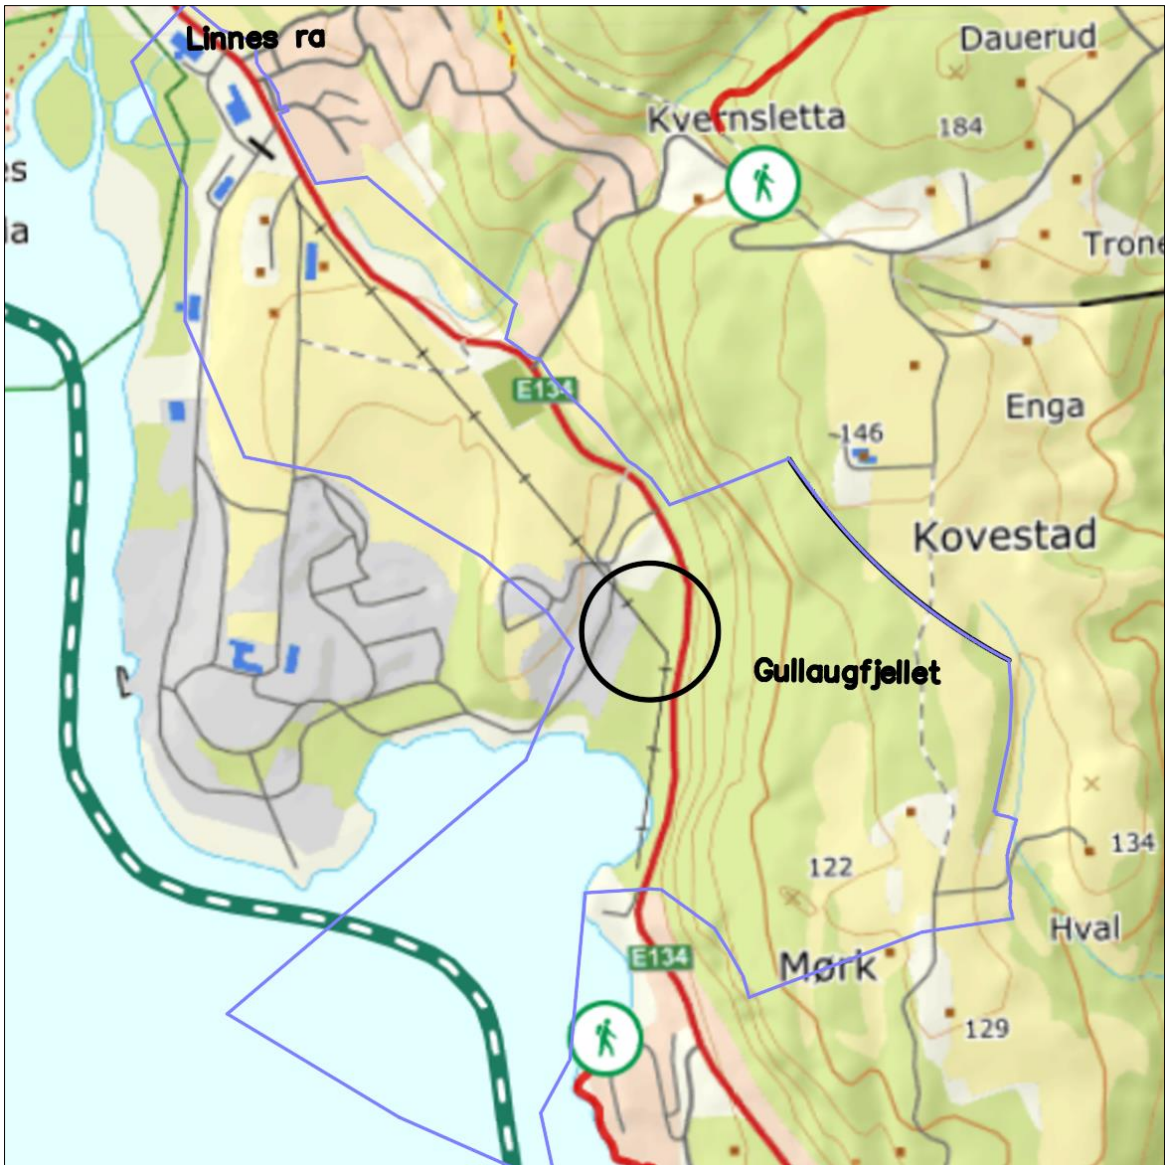 Linnes ra
Dauerud
Kvernsletta
184
es
la
Trone
E134
Enga
146
Kovestad
Gullaugfjellet
134
122
Hval
E134
Mørk
129